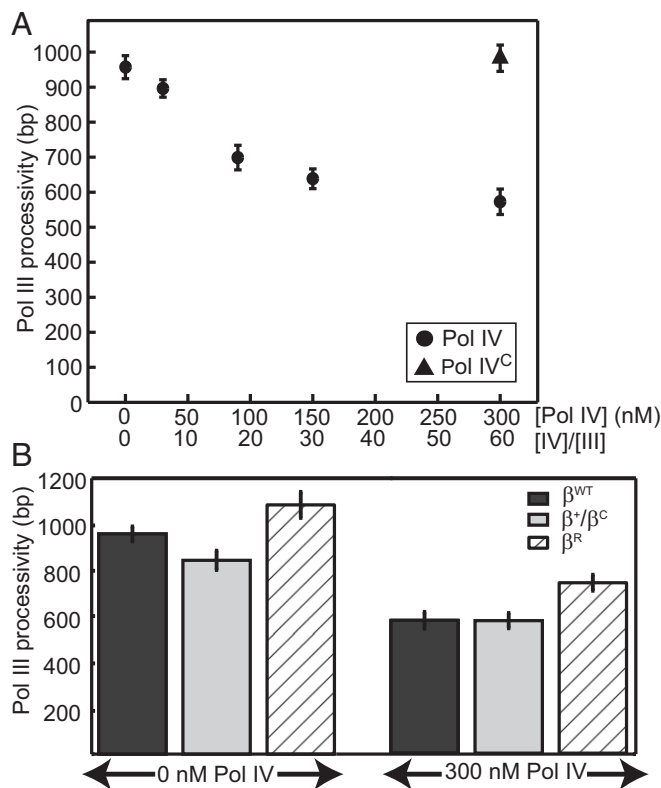 A
Pol III processivity (bp)
1000
900
800
700
600
500
400
300
200
100
0
Pol IV
Pol IV^C
0 50 100 150 200 250 300 [Pol IV] (nM)
0 10 20 30 40 50 60 [IV]/[III]
B
Pol III processivity (bp)
1200
1000
800
600
400
200
β^WT
β^+/β^C
β^R
0 nM Pol IV 300 nM Pol IV